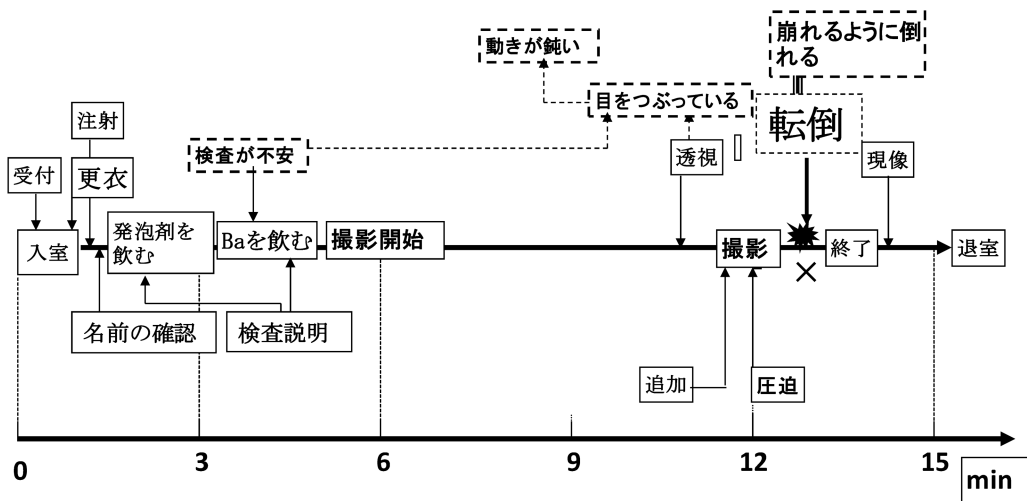 崩れるように倒
れる
動きが鈍い
目をつぶっている
転倒
注射
検査が不安
透視
現像
受付
更衣
入室
発泡剤を
飲む
Baを飲む
撮影開始
撮影
終了
退室
名前の確認
検査説明
追加
圧迫
0
3
6
9
12
15
min